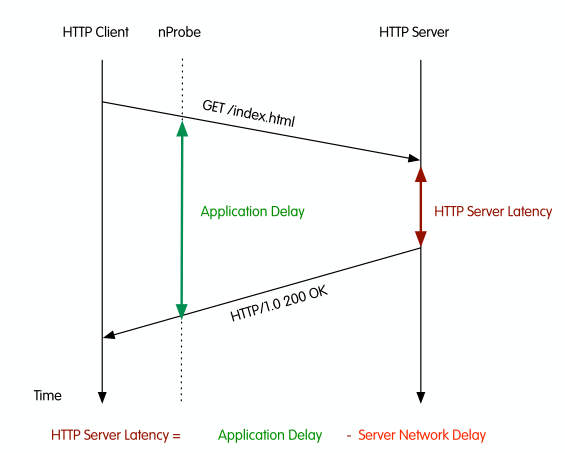 HTTP Client nProbe HTTP Server
GET /index.html
Application Delay HTTP Server Latency
HTTP/1.0 200 OK
Time
HTTP Server Latency = Application Delay - Server Network Delay